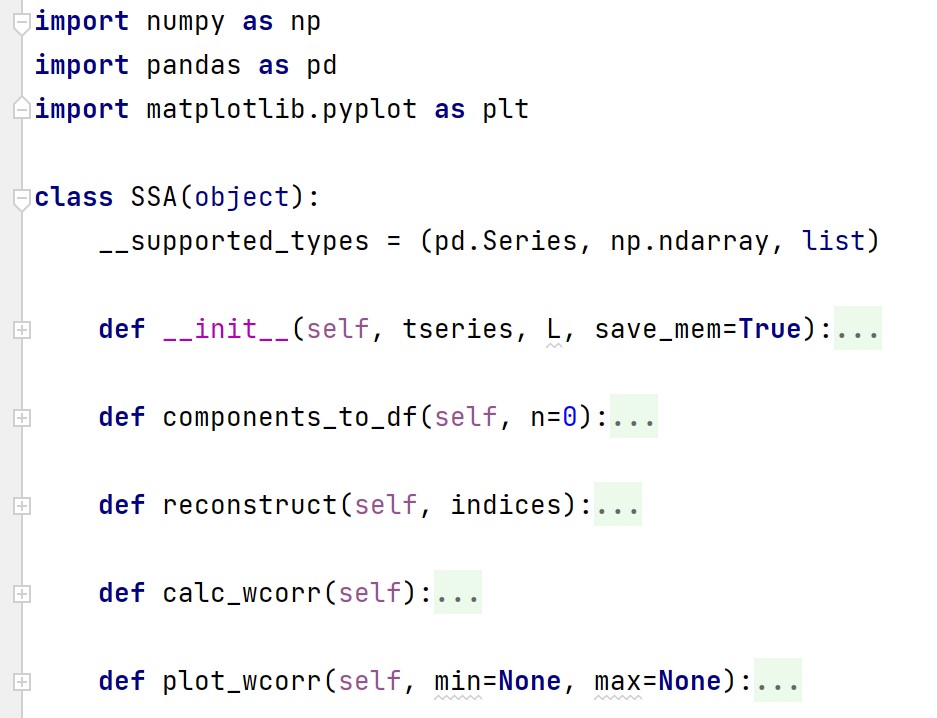 import numpy as np
import pandas as pd
import matplotlib.pyplot as plt
class SSA(object):
    __supported_types = (pd.Series, np.ndarray, list)
    def __init__(self, tseries, L, save_mem=True):...
    def components_to_df(self, n=0):...
    def reconstruct(self, indices):...
    def calc_wcorr(self):...
    def plot_wcorr(self, min=None, max=None):...